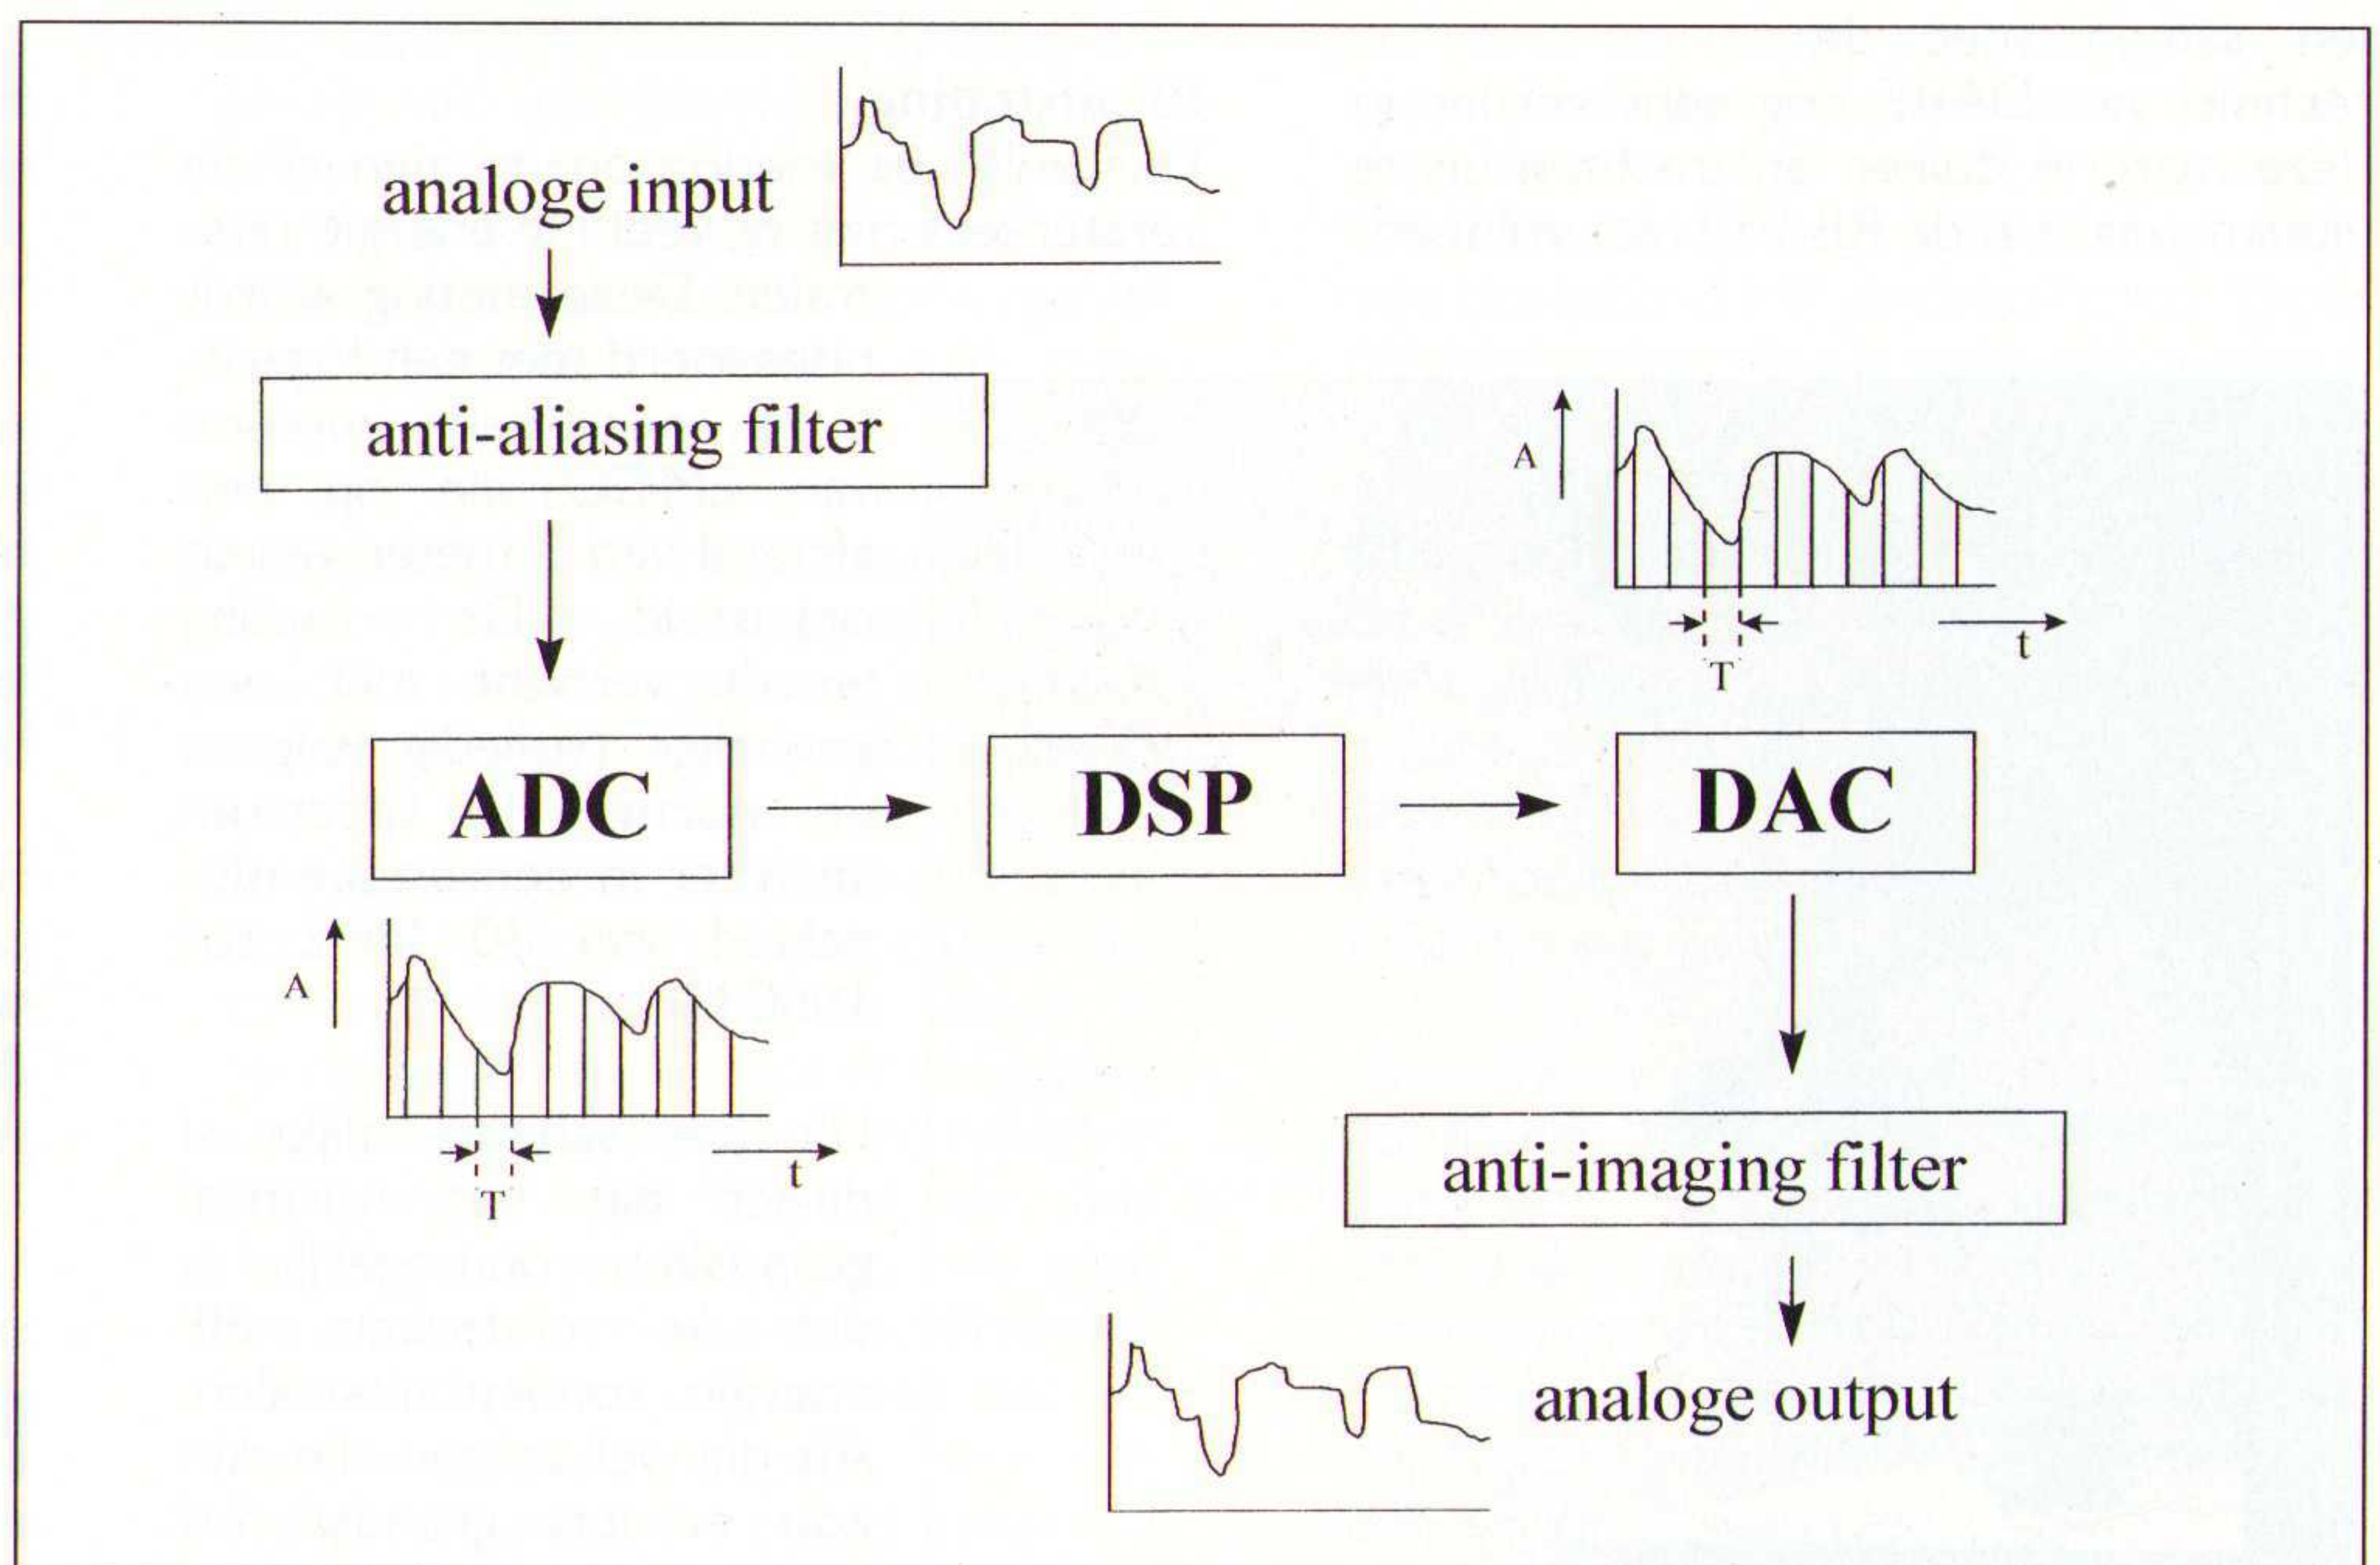 analoge input
anti-aliasing filter
A
t
T
ADC
DSP
DAC
A
t
T
anti-imaging filter
analoge output